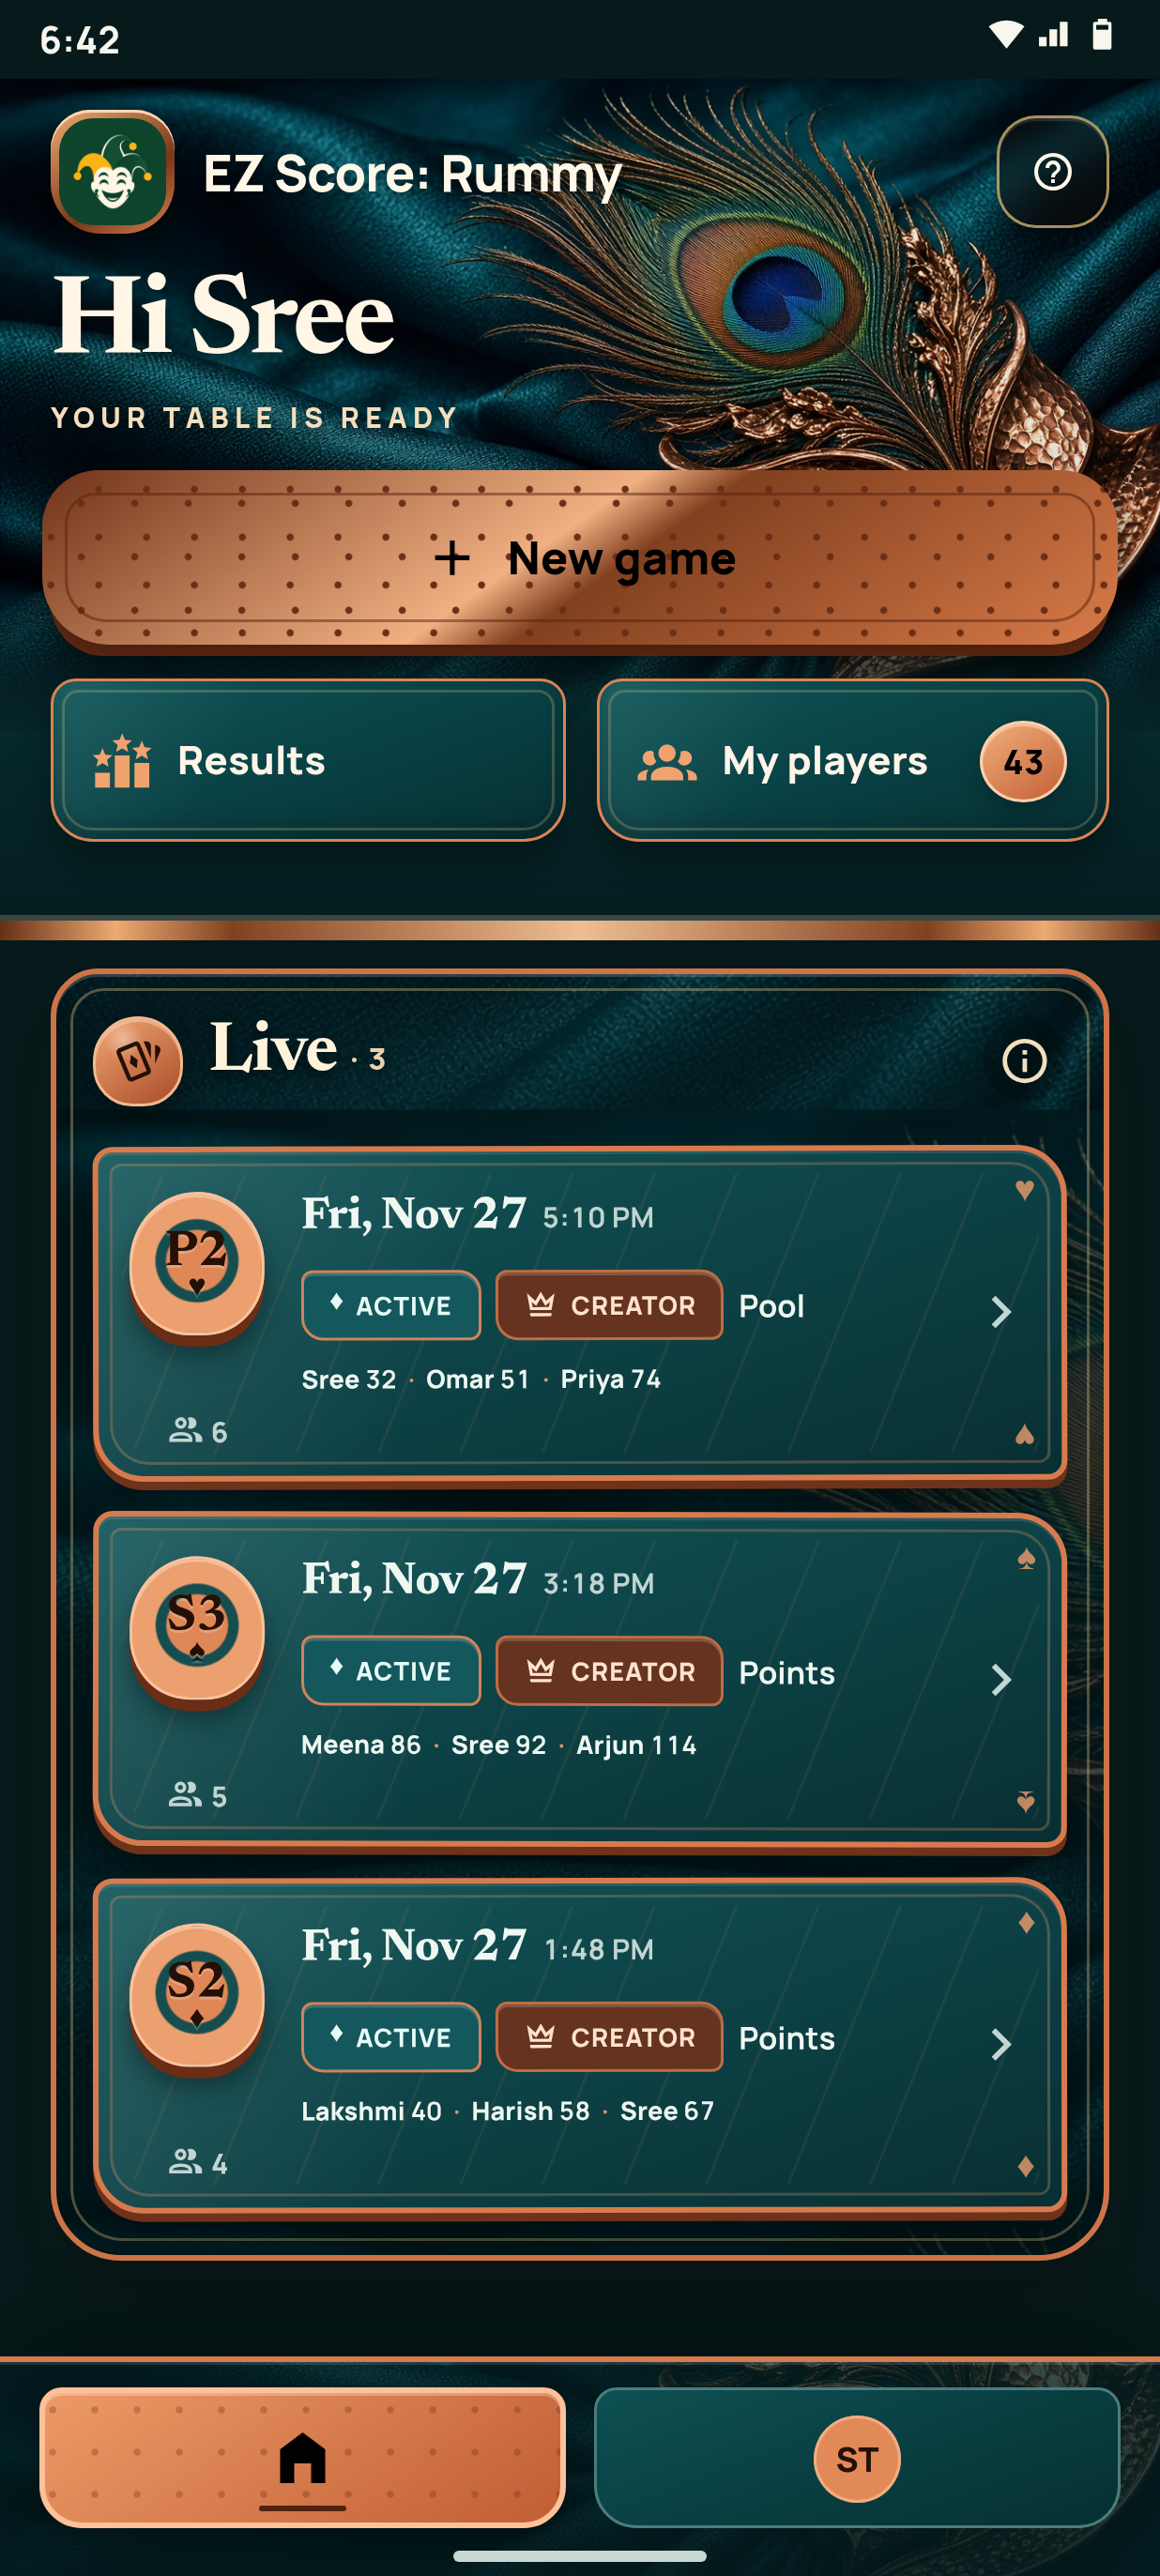 6:42
EZ Score: Rummy
Hi Sree
YOUR TABLE IS READY
+ New game
Results
My players 43
Live · 3
P2
Fri, Nov 27 5:10 PM
ACTIVE CREATOR Pool
Sree 32 · Omar 51 · Priya 74
6
S3
Fri, Nov 27 3:18 PM
ACTIVE CREATOR Points
Meena 86 · Sree 92 · Arjun 114
5
S2
Fri, Nov 27 1:48 PM
ACTIVE CREATOR Points
Lakshmi 40 · Harish 58 · Sree 67
4
ST